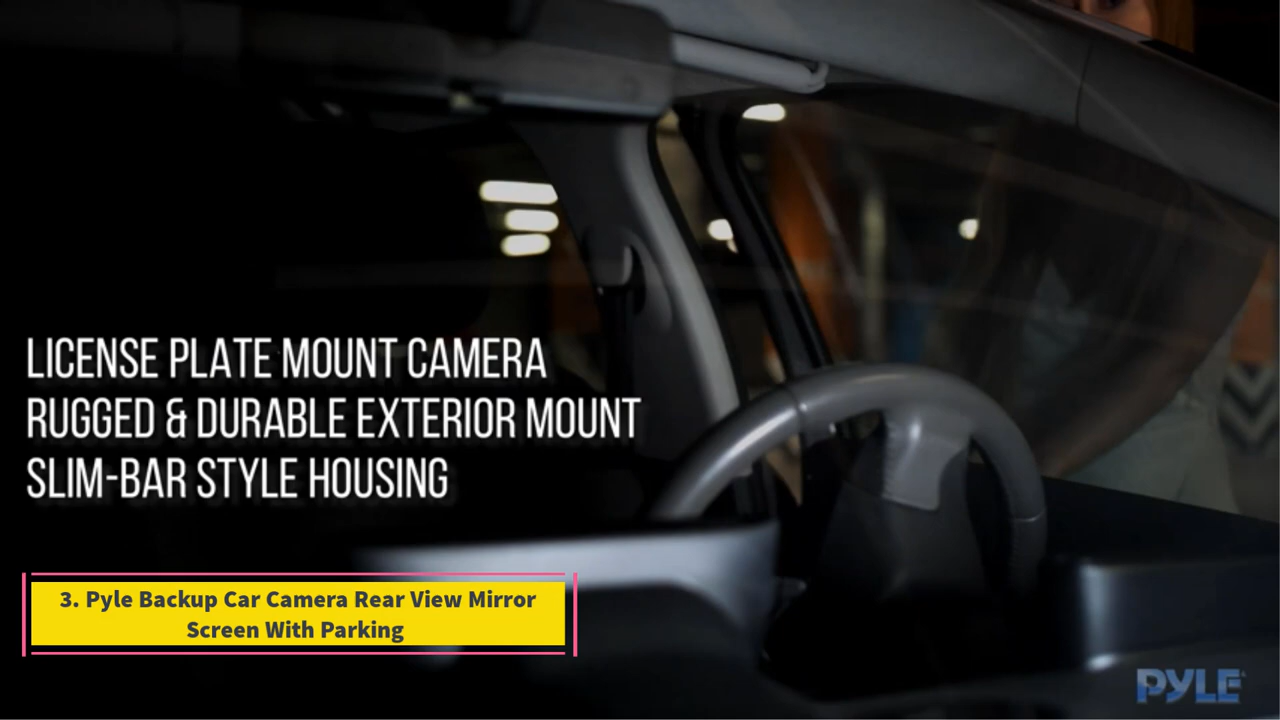 LICENSE PLATE MOUNT CAMERA
RUGGED & DURABLE EXTERIOR MOUNT
SLIM-BAR STYLE HOUSING
3. Pyle Backup Car Camera Rear View Mirror
Screen With Parking
PYLE